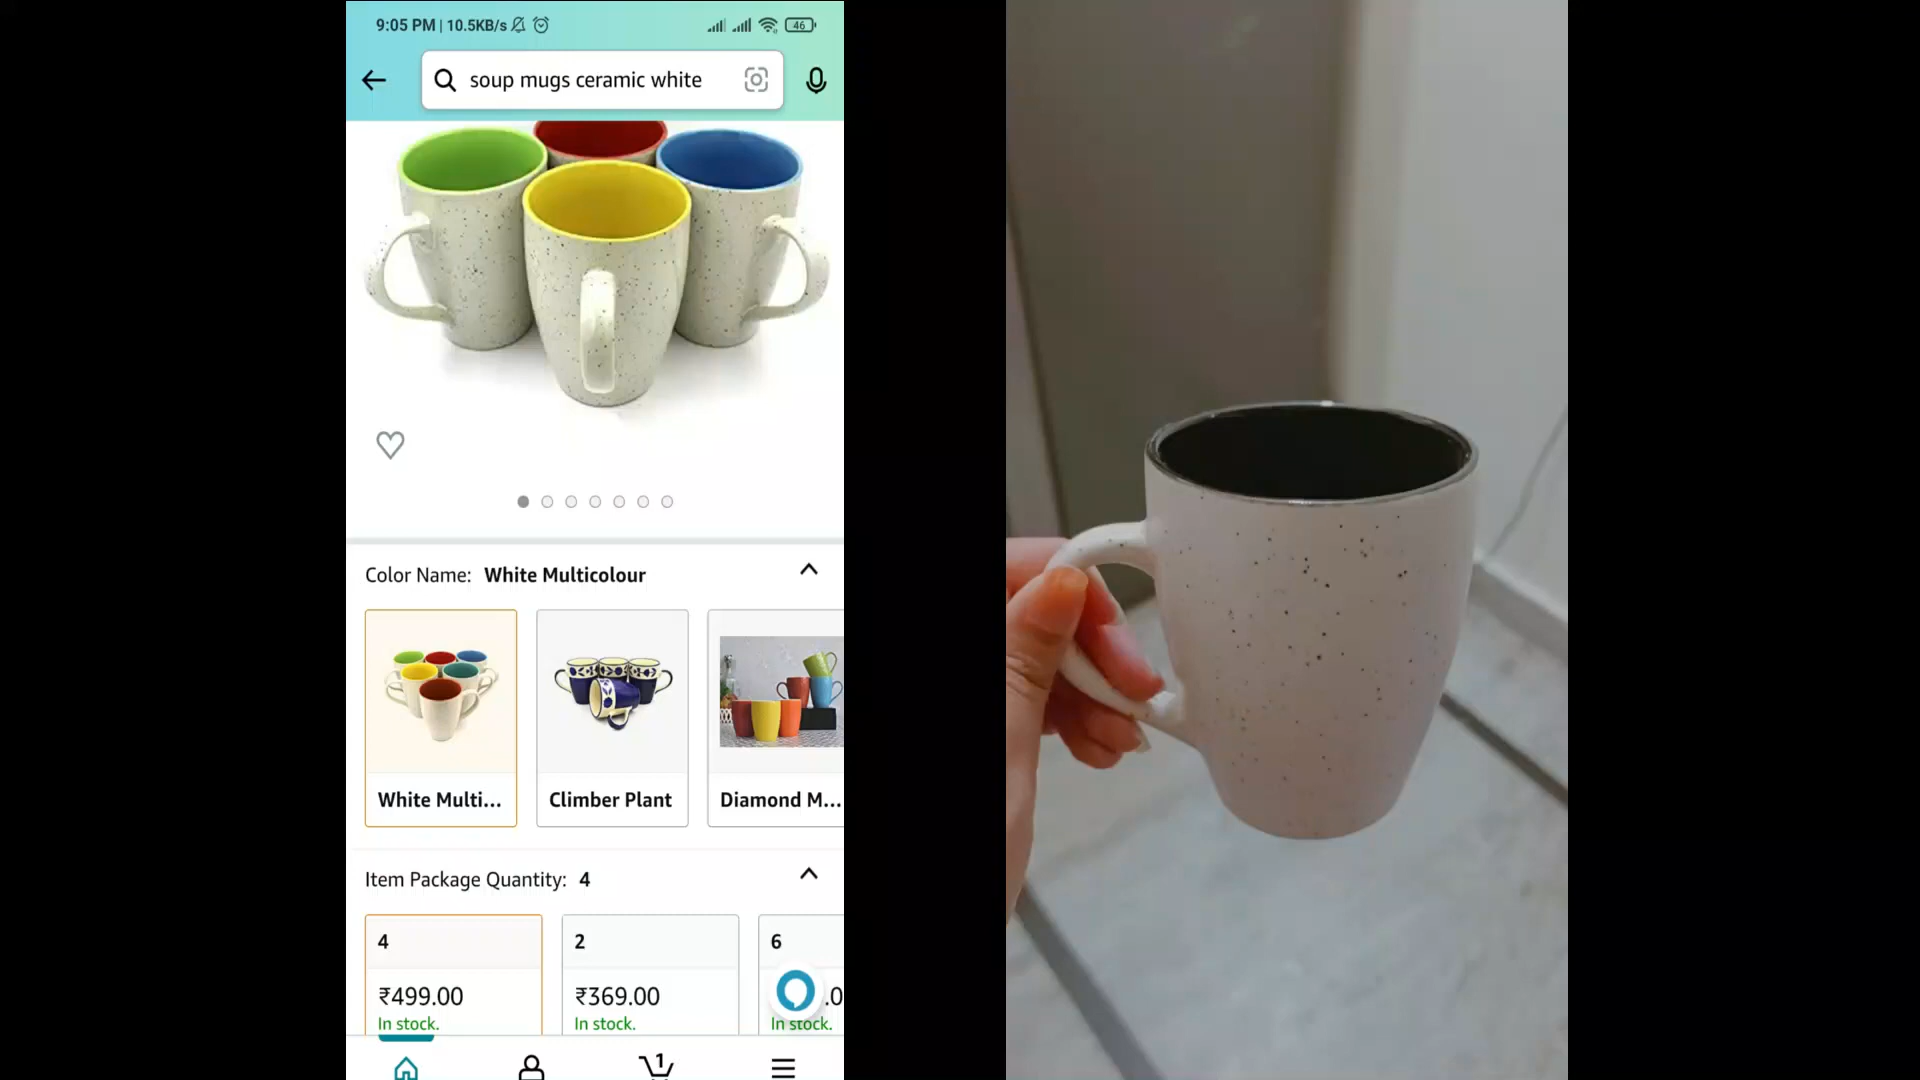 9:05 PM | 10.5KB/s
46
soup mugs ceramic white
Color Name: White Multicolour
White Multi...
Climber Plant
Diamond M...
Item Package Quantity: 4
4
2
6
₹499.00
₹369.00
.0
In stock.
In stock.
In stock.
1